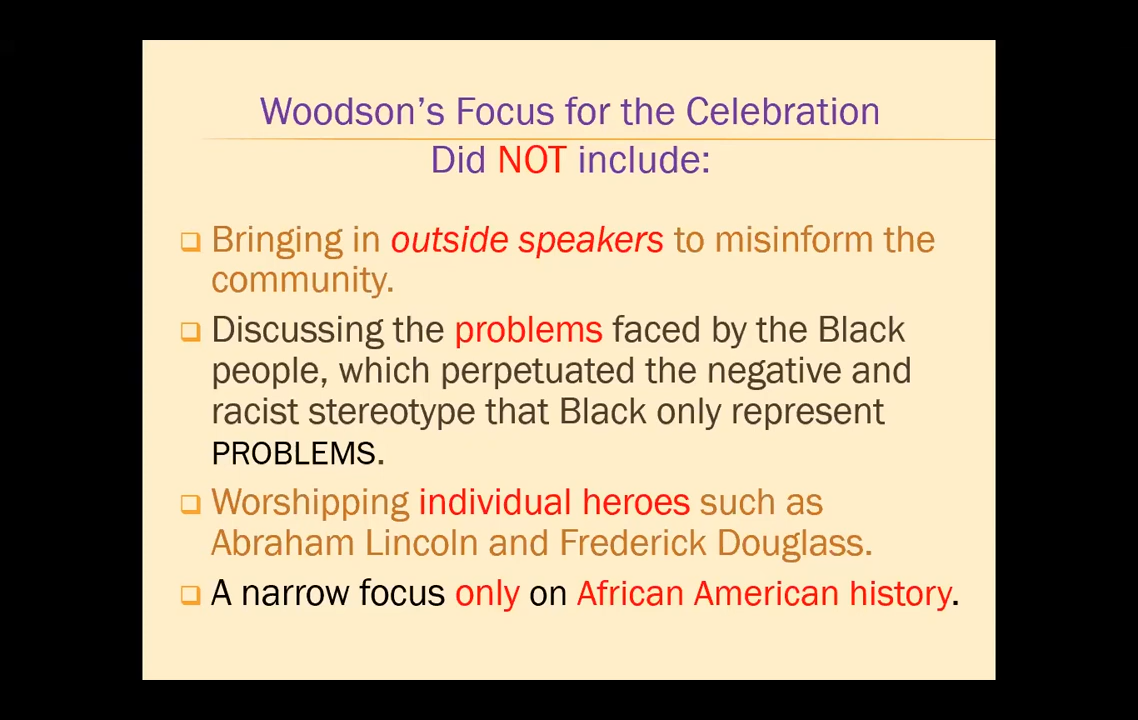 Woodson's Focus for the Celebration
Did NOT include:
Bringing in outside speakers to misinform the
community.
Discussing the problems faced by the Black
people, which perpetuated the negative and
racist stereotype that Black only represent
PROBLEMS.
Worshipping individual heroes such as
Abraham Lincoln and Frederick Douglass.
A narrow focus only on African American history.